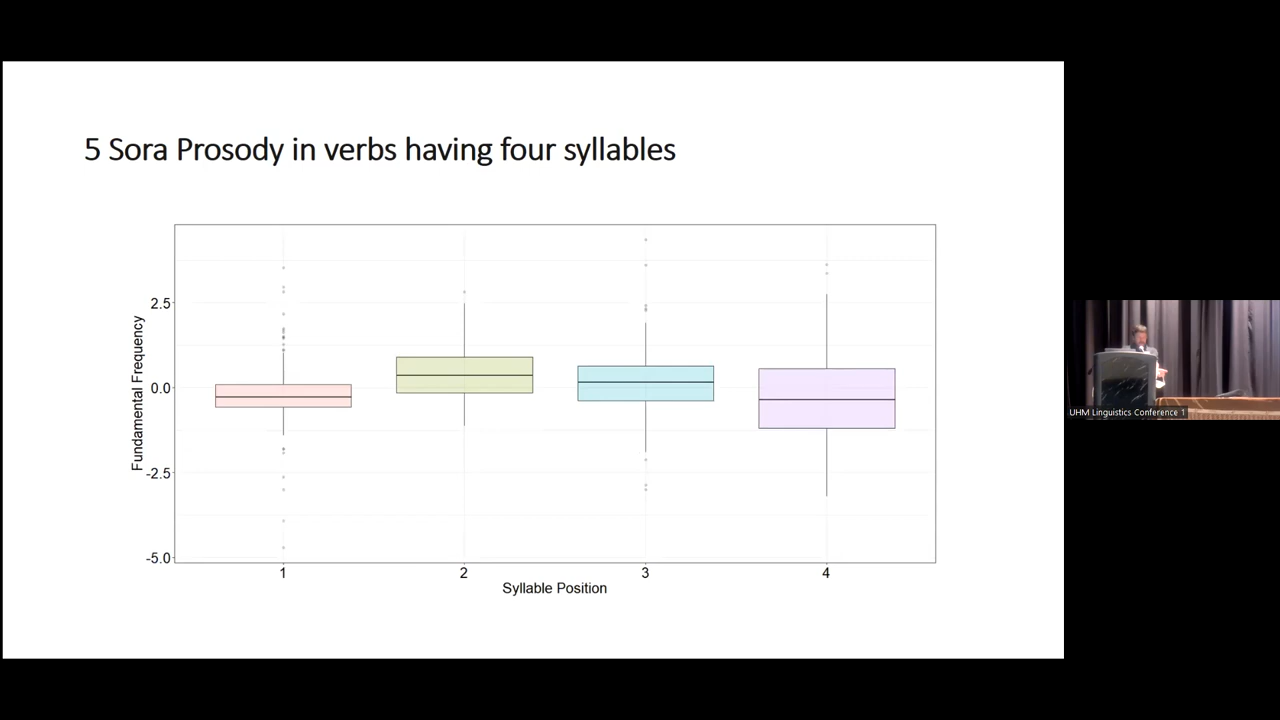 5 Sora Prosody in verbs having four syllables
Fundamental Frequency
2.5
0.0
-2.5
-5.0
1 2 3 4
Syllable Position
UHM Linguistics Conference 1